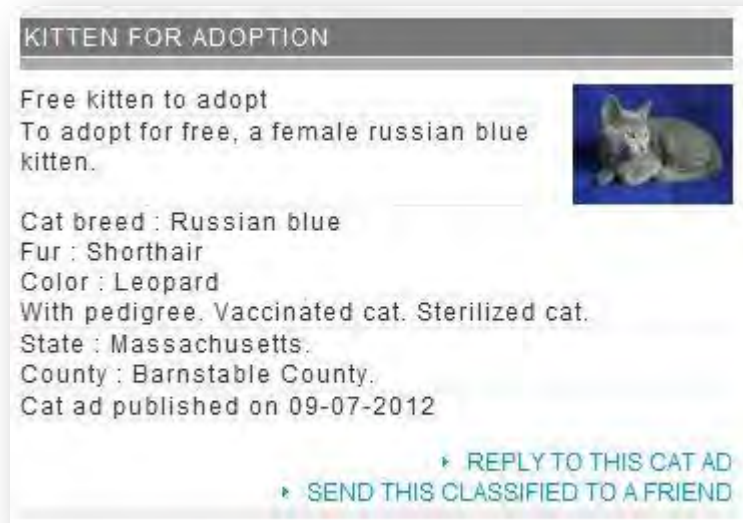 KITTEN FOR ADOPTION
Free kitten to adopt
To adopt for free, a female russian blue
kitten.
Cat breed : Russian blue
Fur : Shorthair
Color : Leopard
With pedigree. Vaccinated cat. Sterilized cat.
State : Massachusetts.
County : Barnstable County.
Cat ad published on 09-07-2012
REPLY TO THIS CAT AD
SEND THIS CLASSIFIED TO A FRIEND